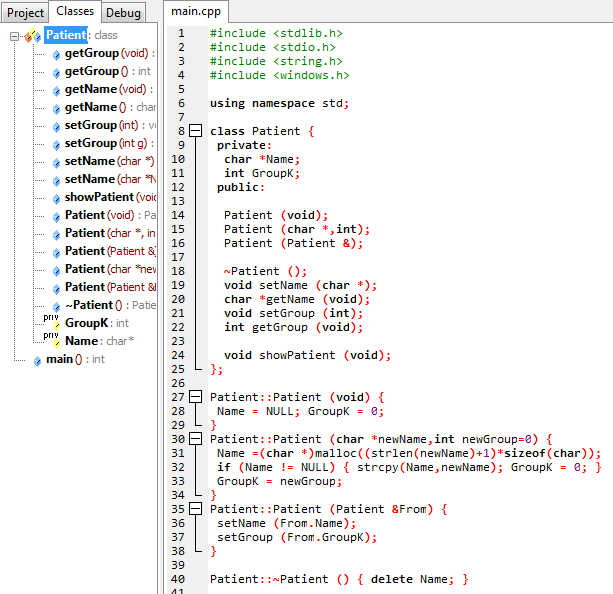 Project Classes Debug
Patient : class
getGroup (void) :
getGroup () : int
getName (void) :
getName () : char
setGroup (int) : v
setGroup (int g) :
setName (char *)
setName (char *N
showPatient (voi
Patient (void) : Pa
Patient (char *, in
Patient (Patient &
Patient (char *new
Patient (Patient &
~Patient () : Patie
GroupK : int
Name : char*
main () : int
main.cpp
1 #include <stdlib.h>
2 #include <stdio.h>
3 #include <string.h>
4 #include <windows.h>
5
6 using namespace std;
7
8 class Patient {
9 private:
10 char *Name;
11 int GroupK;
12 public:
13
14 Patient (void);
15 Patient (char *,int);
16 Patient (Patient &);
17
18 ~Patient ();
19 void setName (char *);
20 char *getName (void);
21 void setGroup (int);
22 int getGroup (void);
23
24 void showPatient (void);
25 };
26
27 Patient::Patient (void) {
28 Name = NULL; GroupK = 0;
29 }
30 Patient::Patient (char *newName,int newGroup=0) {
31 Name =(char *)malloc((strlen(newName)+1)*sizeof(char));
32 if (Name != NULL) { strcpy(Name,newName); GroupK = 0; }
33 GroupK = newGroup;
34 }
35 Patient::Patient (Patient &From) {
36 setName (From.Name);
37 setGroup (From.GroupK);
38 }
39
40 Patient::~Patient () { delete Name; }
41